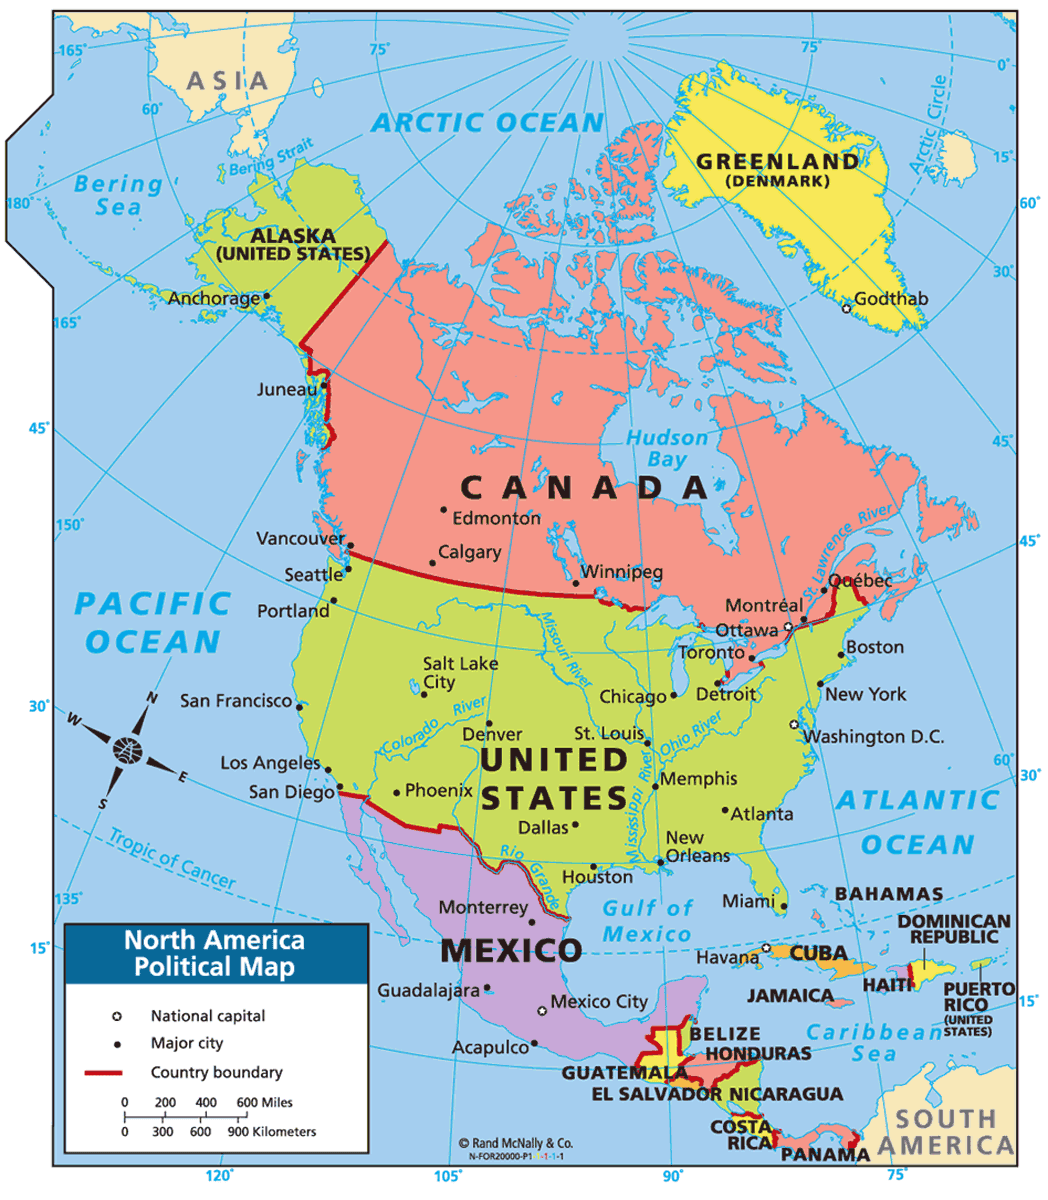 165°
75°
75°
0°
ASIA
60°
ARCTIC OCEAN
Arctic Circle
Bering Strait
15°
GREENLAND
(DENMARK)
Bering
Sea
180°
60°
ALASKA
(UNITED STATES)
30°
Anchorage
Godthab
165°
Juneau
45°
Hudson
Bay
45°
CANADA
Edmonton
150°
St. Lawrence River
Vancouver
Calgary
45°
Seattle
Winnipeg
Québec
Portland
PACIFIC
OCEAN
Montréal
Ottawa
Missouri River
Toronto
Boston
Salt Lake
City
San Francisco
Chicago
Detroit
New York
30°
N
W
E
S
Colorado River
Denver
St. Louis
Ohio River
Washington D.C.
UNITED
STATES
Los Angeles
60°
30°
San Diego
Phoenix
Memphis
Mississippi River
ATLANTIC
OCEAN
Atlanta
Dallas
Tropic of Cancer
New
Orleans
Rio Grande
Houston
135°
Miami
BAHAMAS
Monterrey
Gulf of
Mexico
DOMINICAN
REPUBLIC
MEXICO
15°
Havana
CUBA
HAITI
PUERTO
RICO
(UNITED
STATES)
15°
Guadalajara
Mexico City
JAMAICA
Acapulco
BELIZE
Caribbean
Sea
HONDURAS
GUATEMALA
EL SALVADOR
NICARAGUA
COSTA
RICA
PANAMA
SOUTH
AMERICA
North America
Political Map
National capital
Major city
Country boundary
0 200 400 600 Miles
0 300 600 900 Kilometers
© Rand McNally & Co.
N-FOR20000-P1 -1-1-1
120°
105°
90°
75°